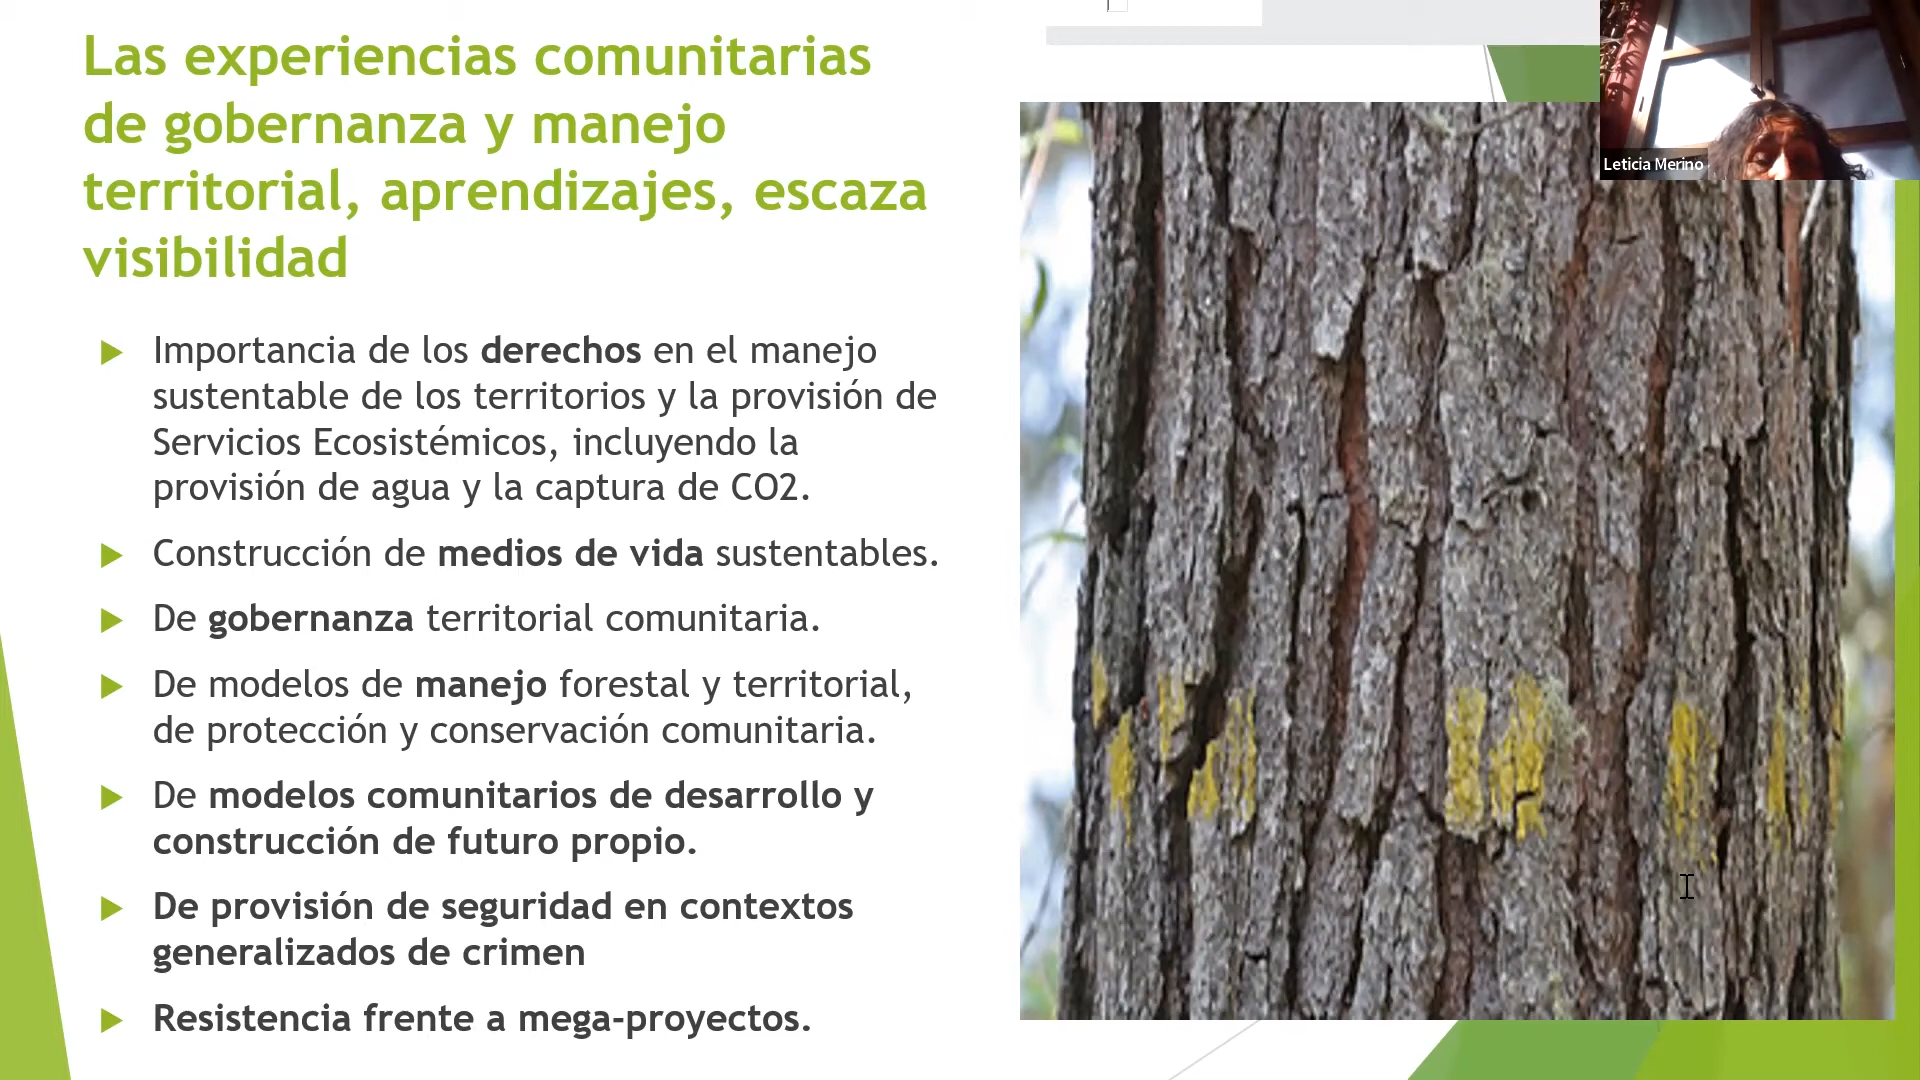 Las experiencias comunitarias
de gobernanza y manejo
territorial, aprendizajes, escaza
visibilidad
Importancia de los derechos en el manejo
sustentable de los territorios y la provisión de
Servicios Ecosistémicos, incluyendo la
provisión de agua y la captura de CO2.
Construcción de medios de vida sustentables.
De gobernanza territorial comunitaria.
De modelos de manejo forestal y territorial,
de protección y conservación comunitaria.
De modelos comunitarios de desarrollo y
construcción de futuro propio.
De provisión de seguridad en contextos
generalizados de crimen
Resistencia frente a mega-proyectos.
Leticia Merino